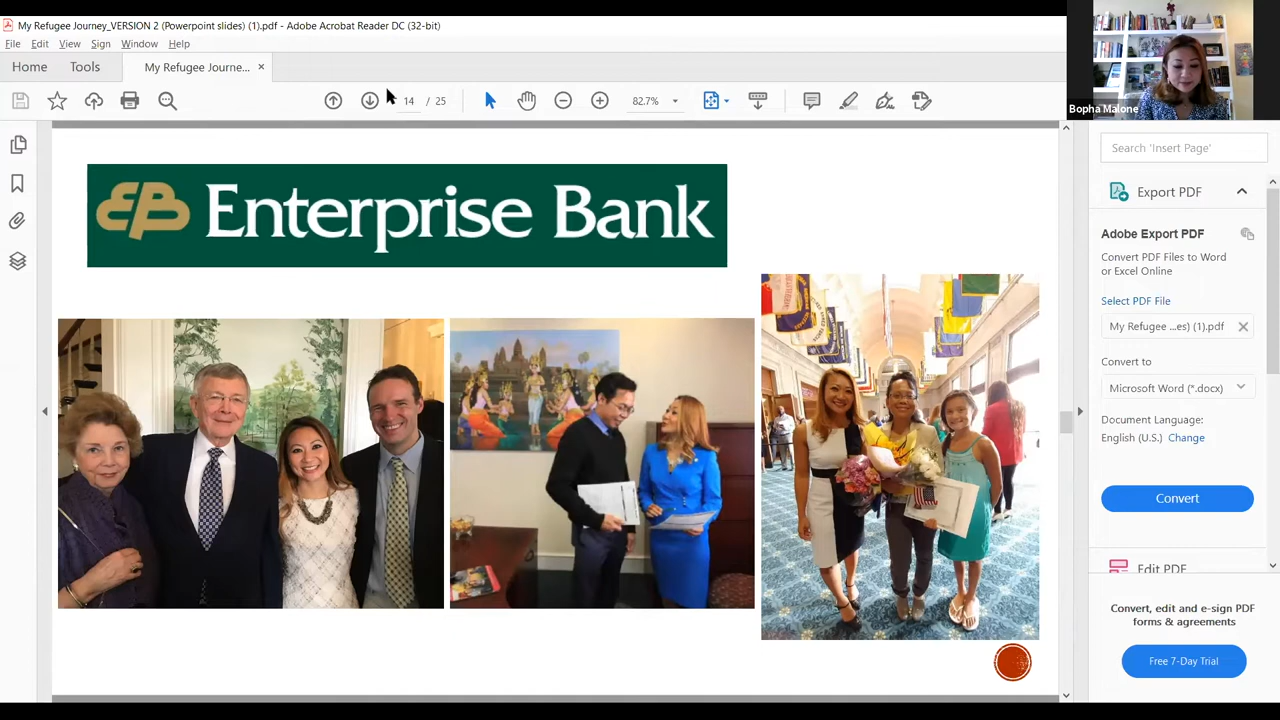 My Refugee Journey_VERSION 2 (Powerpoint slides) (1).pdf - Adobe Acrobat Reader DC (32-bit)
File Edit View Sign Window Help
Home Tools My Refugee Journe... ×
14 / 25 82.7%
Bopha Malone
Search 'Insert Page'
EB Enterprise Bank
Export PDF
Adobe Export PDF
Convert PDF Files to Word
or Excel Online
Select PDF File
My Refugee ...es) (1).pdf
Convert to
Microsoft Word (*.docx)
Document Language:
English (U.S.) Change
Convert
Edit PDF
Convert, edit and e-sign PDF
forms & agreements
Free 7-Day Trial